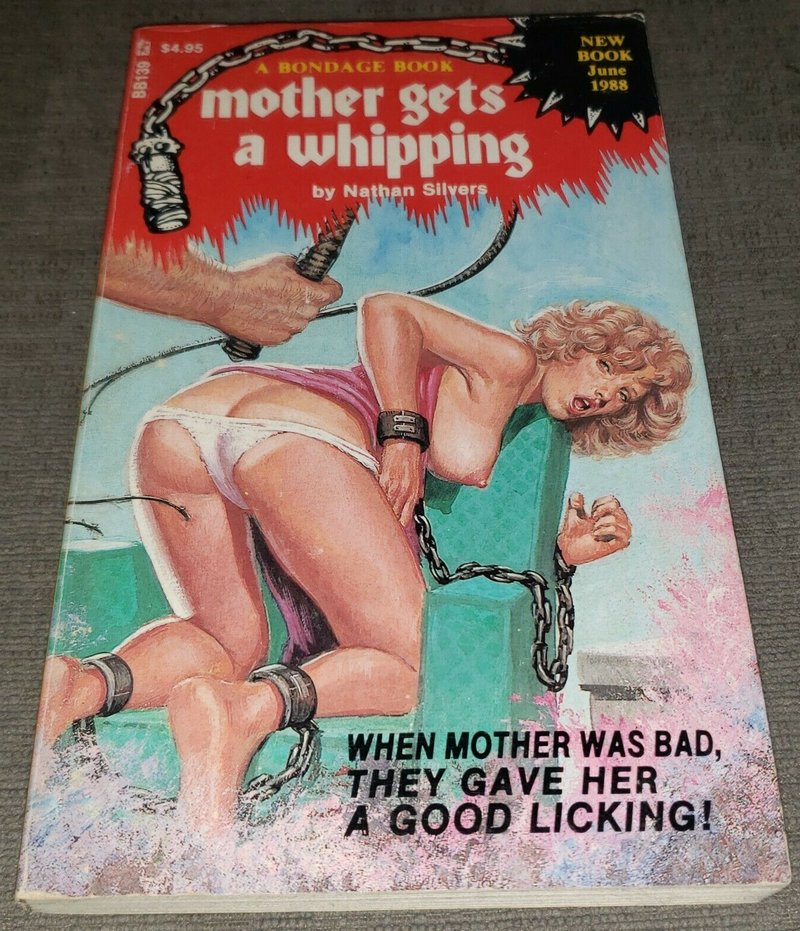 BB139
$4.95
A BONDAGE BOOK
mother gets
a whipping
by Nathan Silvers
NEW
BOOK
June
1988
WHEN MOTHER WAS BAD,
THEY GAVE HER
A GOOD LICKING!